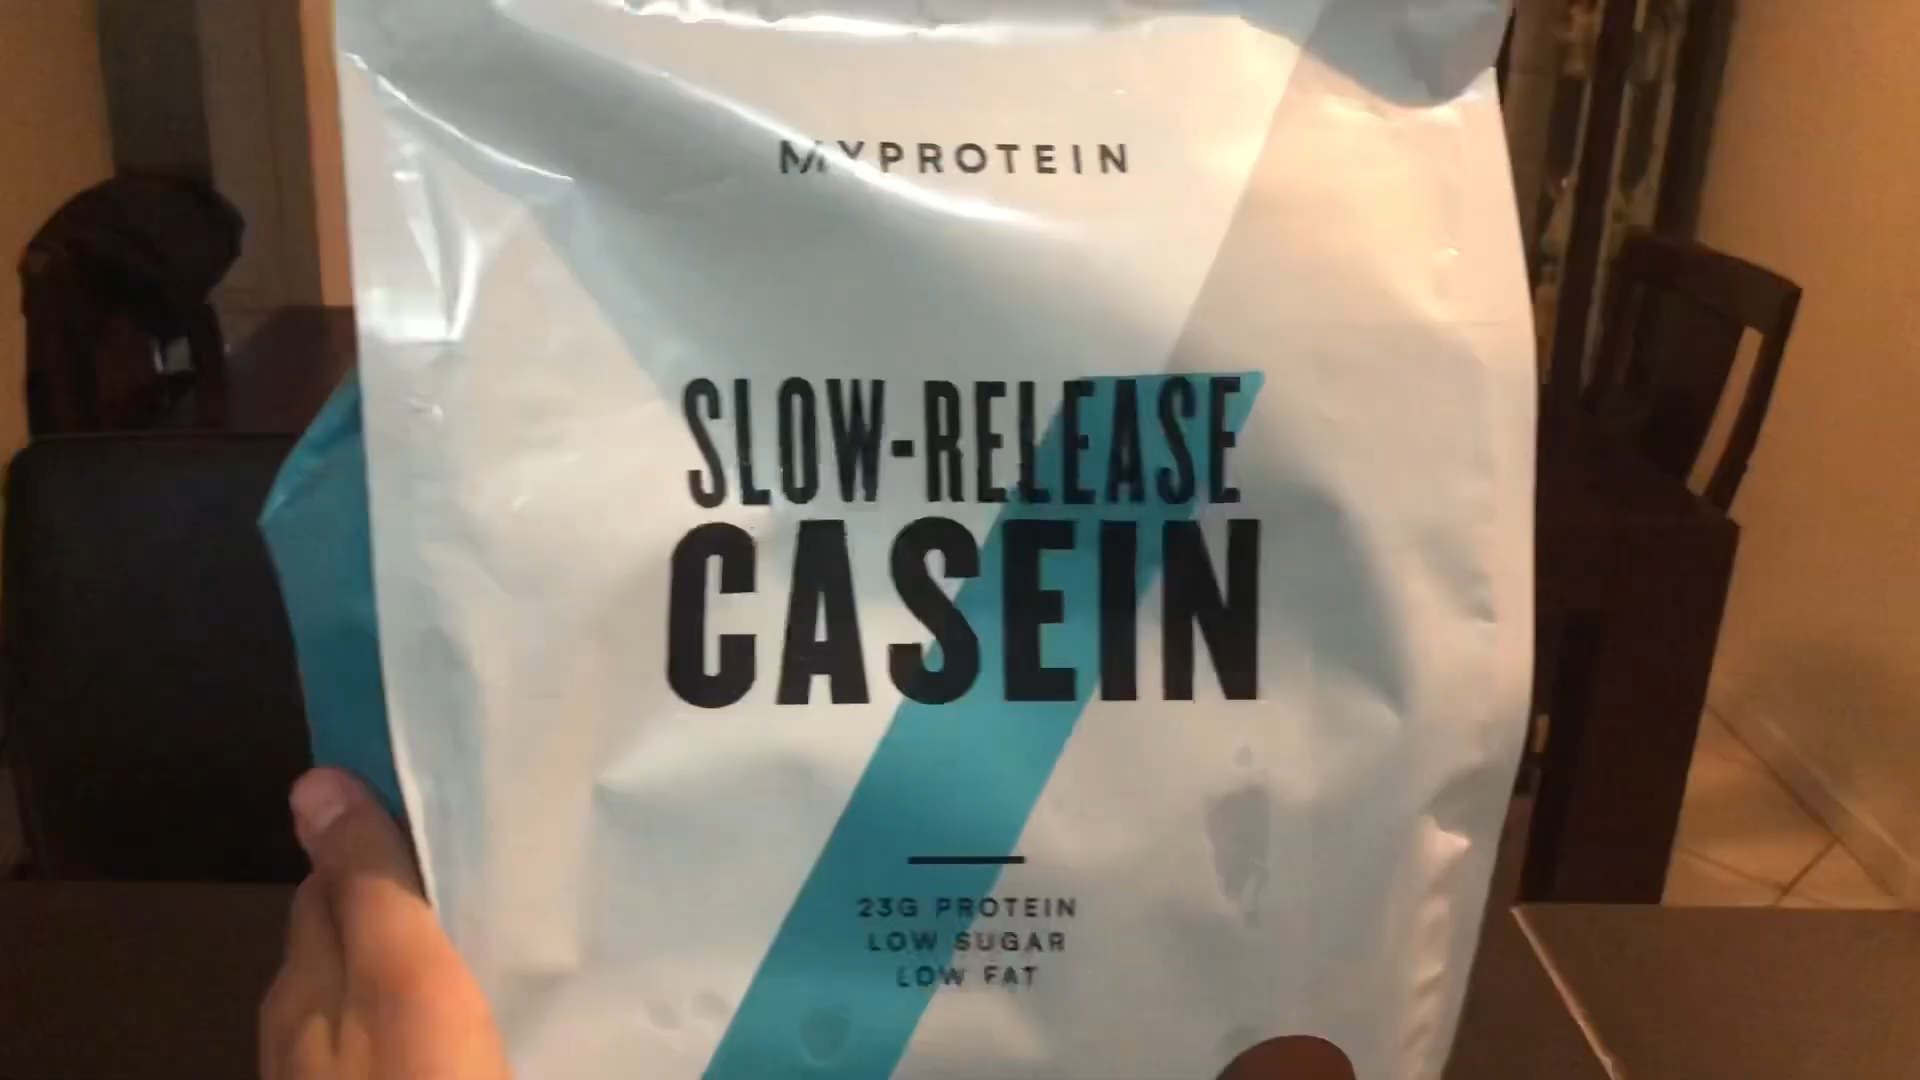 MYPROTEIN
SLOW-RELEASE
CASEIN
23G PROTEIN
LOW SUGAR
LOW FAT